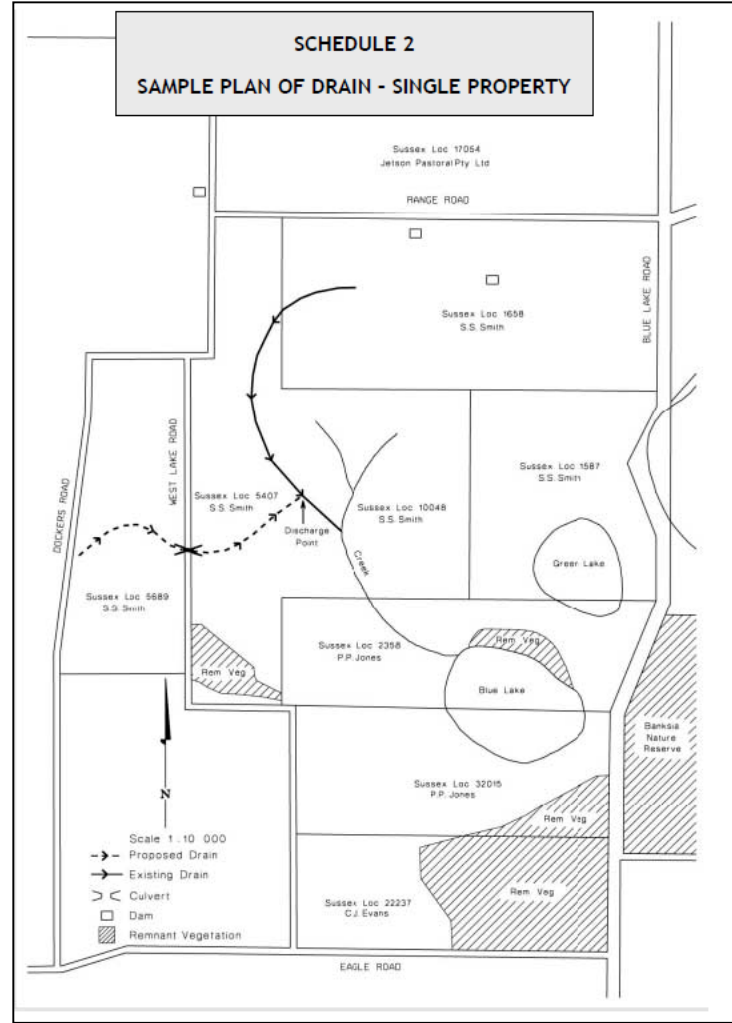 SCHEDULE 2
SAMPLE PLAN OF DRAIN - SINGLE PROPERTY
Sussex Loc 17054
Jetson Pastoral Pty Ltd
RANGE ROAD
BLUE LAKE ROAD
Sussex Loc 1658
S.S. Smith
WEST LAKE ROAD
DOCKERS ROAD
Sussex Loc 5407
S.S. Smith
Discharge
Point
Sussex Loc 10048
S.S. Smith
Sussex Loc 1587
S.S. Smith
Creek
Greer Lake
Sussex Loc 5689
S.S. Smith
Rem Veg
Sussex Loc 2358
P.P. Jones
Rem Veg
Blue Lake
Banksia
Nature
Reserve
Sussex Loc 32015
P.P. Jones
Rem Veg
N
Scale 1:10 000
Proposed Drain
Existing Drain
Culvert
Dam
Remnant Vegetation
Sussex Loc 22237
C.J. Evans
Rem Veg
EAGLE ROAD